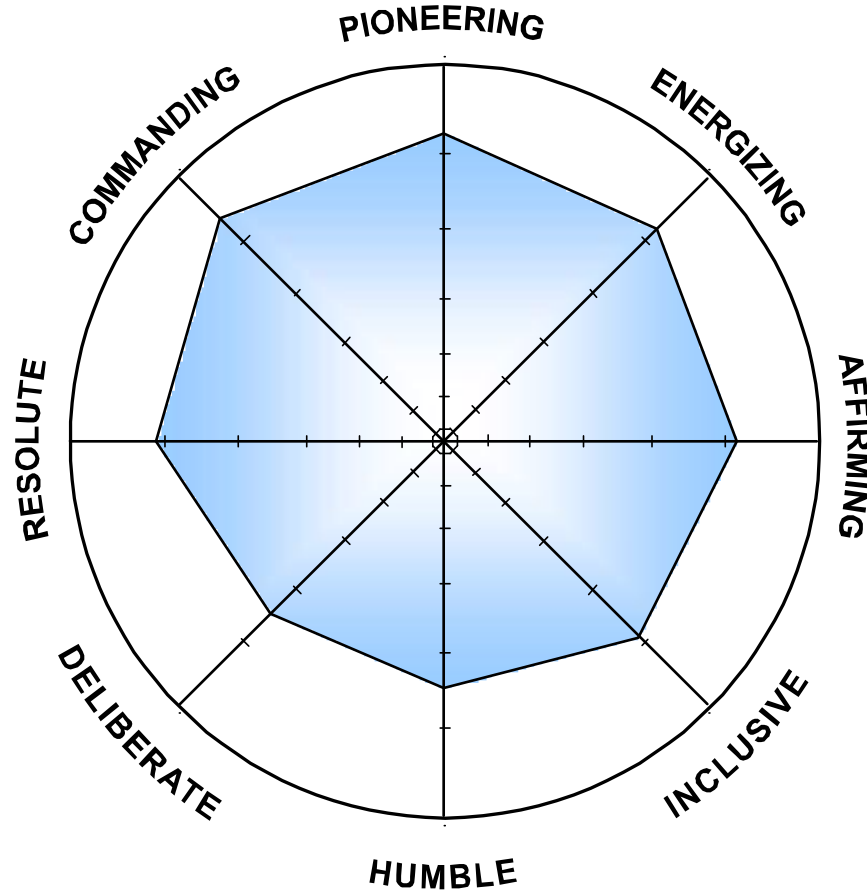 PIONEERING
ENERGIZING
AFFIRMING
INCLUSIVE
HUMBLE
DELIBERATE
RESOLUTE
COMMANDING